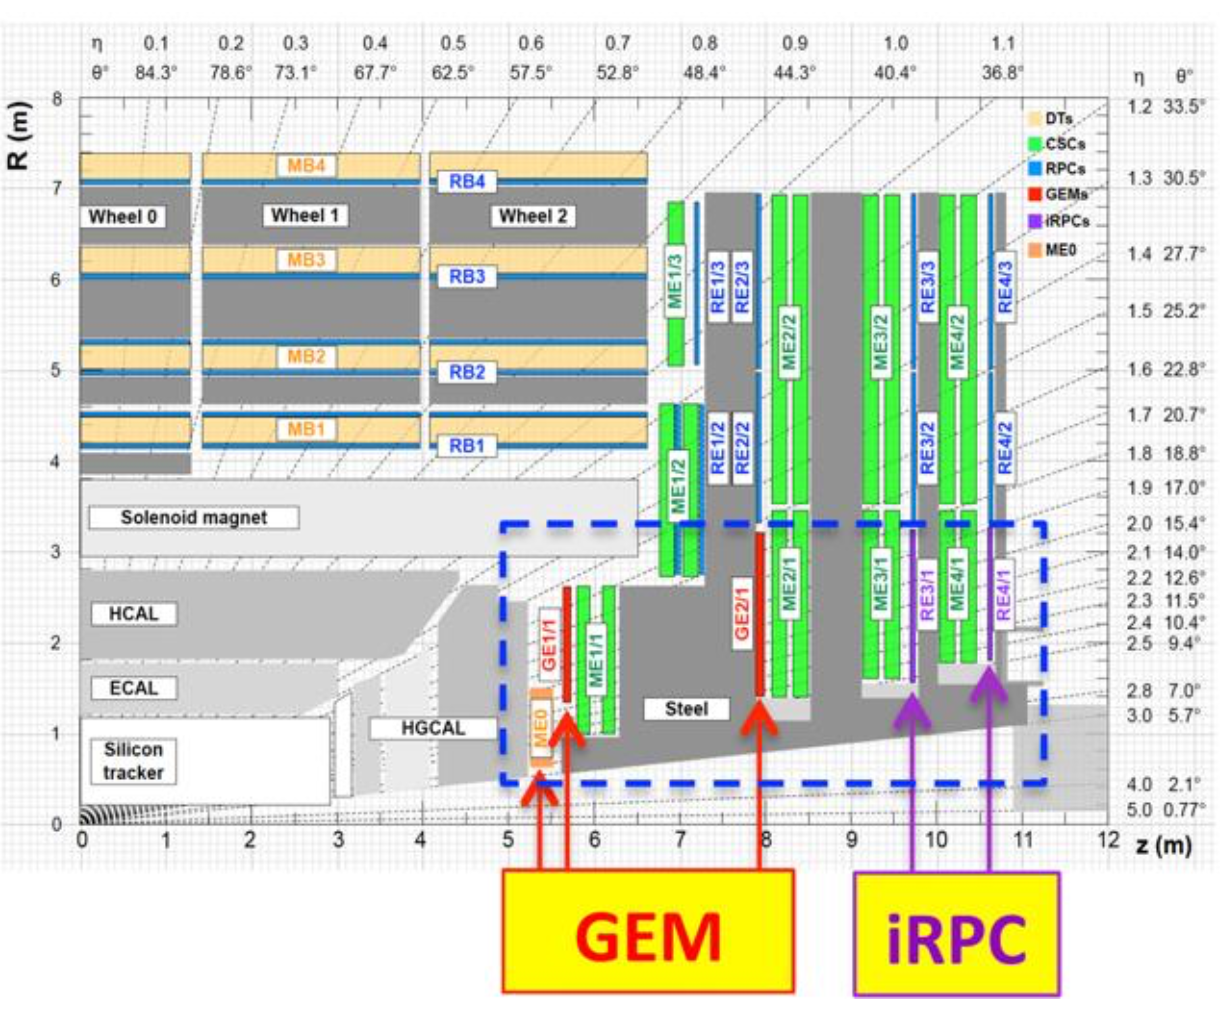 η 0.1 0.2 0.3 0.4 0.5 0.6 0.7 0.8 0.9 1.0 1.1
θ° 84.3° 78.6° 73.1° 67.7° 62.5° 57.5° 52.8° 48.4° 44.3° 40.4° 36.8°
η θ°
1.2 33.5°
1.3 30.5°
1.4 27.7°
1.5 25.2°
1.6 22.8°
1.7 20.7°
1.8 18.8°
1.9 17.0°
2.0 15.4°
2.1 14.0°
2.2 12.6°
2.3 11.5°
2.4 10.4°
2.5 9.4°
2.8 7.0°
3.0 5.7°
4.0 2.1°
5.0 0.77°
R (m)
8
7
6
5
4
3
2
1
0
DTs
CSCs
RPCs
GEMs
iRPCs
ME0
MB4
RB4
Wheel 0
Wheel 1
Wheel 2
MB3
RB3
MB2
RB2
MB1
RB1
ME1/3
RE1/3
RE2/3
ME2/2
ME3/2
RE3/3
ME4/2
RE4/3
ME1/2
RE1/2
RE2/2
RE3/2
RE4/2
Solenoid magnet
HCAL
ECAL
Silicon
tracker
HGCAL
Steel
GE1/1
ME1/1
ME0
GE2/1
ME2/1
ME3/1
RE3/1
ME4/1
RE4/1
0 1 2 3 4 5 6 7 8 9 10 11 12
z (m)
GEM
iRPC